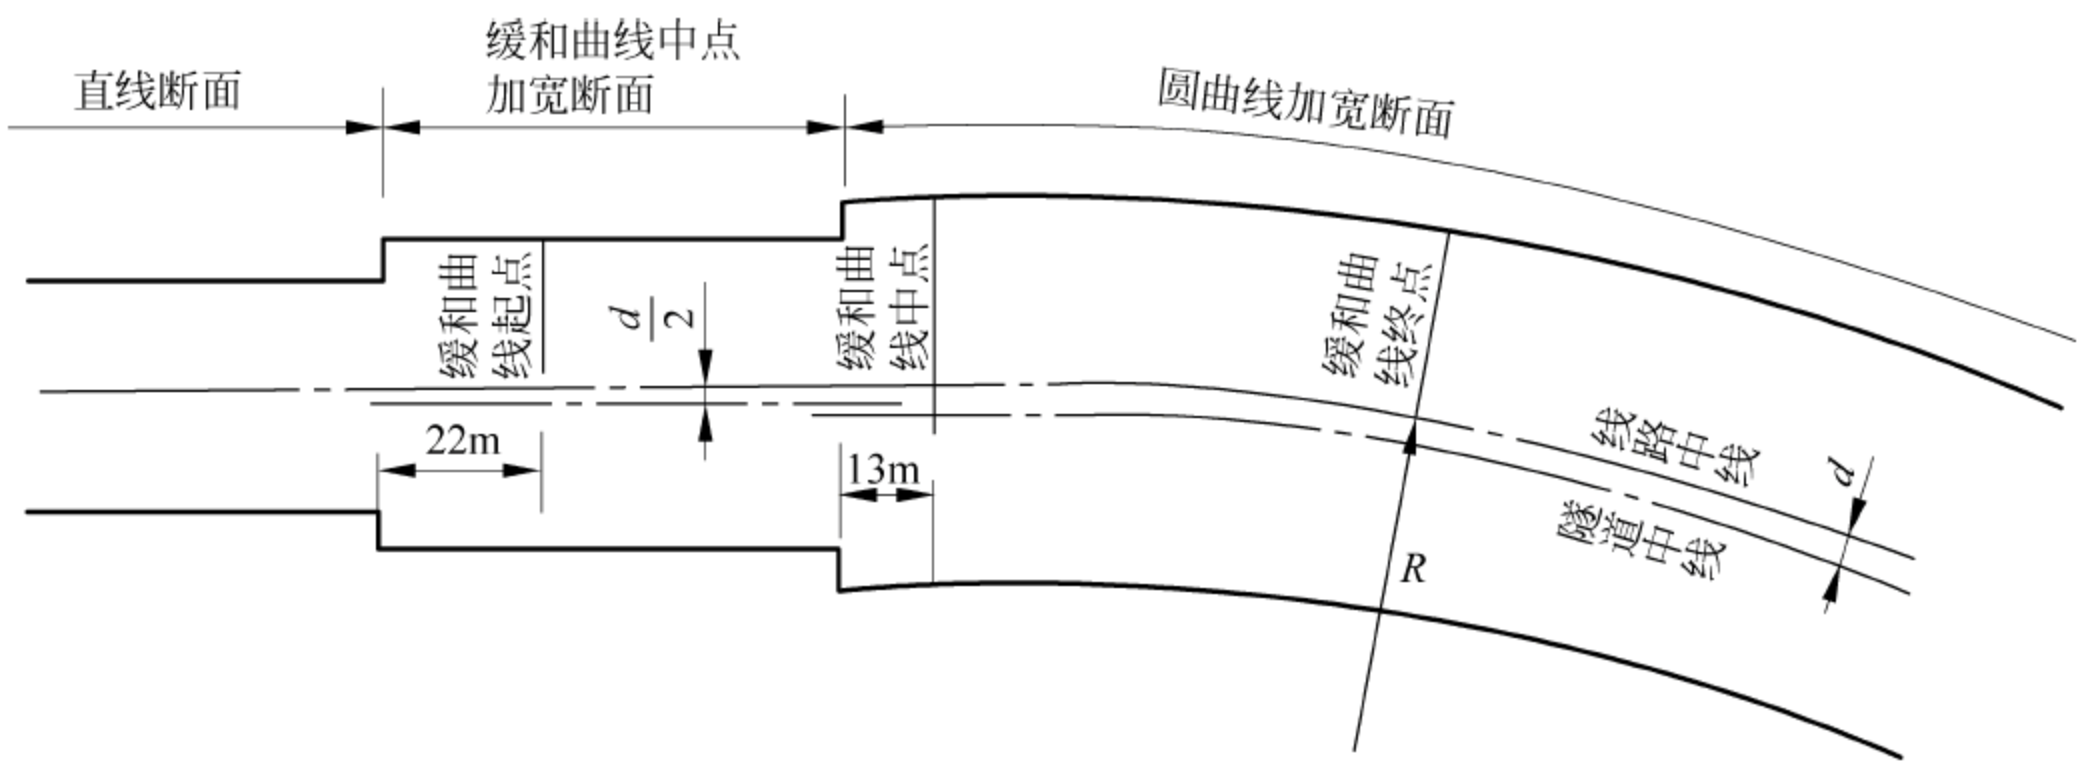 直线断面
缓和曲线中点
加宽断面
圆曲线加宽断面
缓和曲
线起点
d
2
缓和曲
线中点
缓和曲
线终点
22m
13m
线路中线
隧道中线
d
R